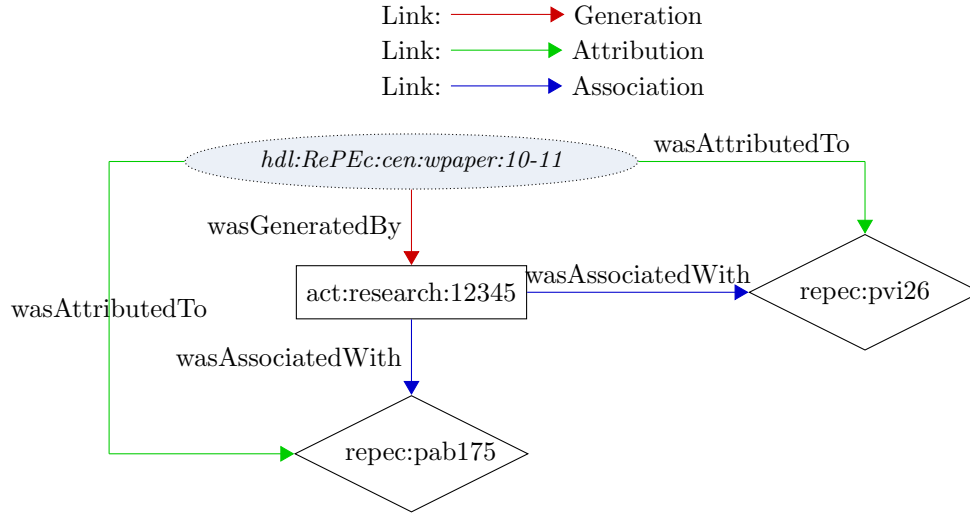 Link: Generation
Link: Attribution
Link: Association
hdl:RePEc:cen:wpaper:10-11
wasAttributedTo
wasGeneratedBy
act:research:12345
wasAssociatedWith
repec:pvi26
wasAttributedTo
wasAssociatedWith
repec:pab175